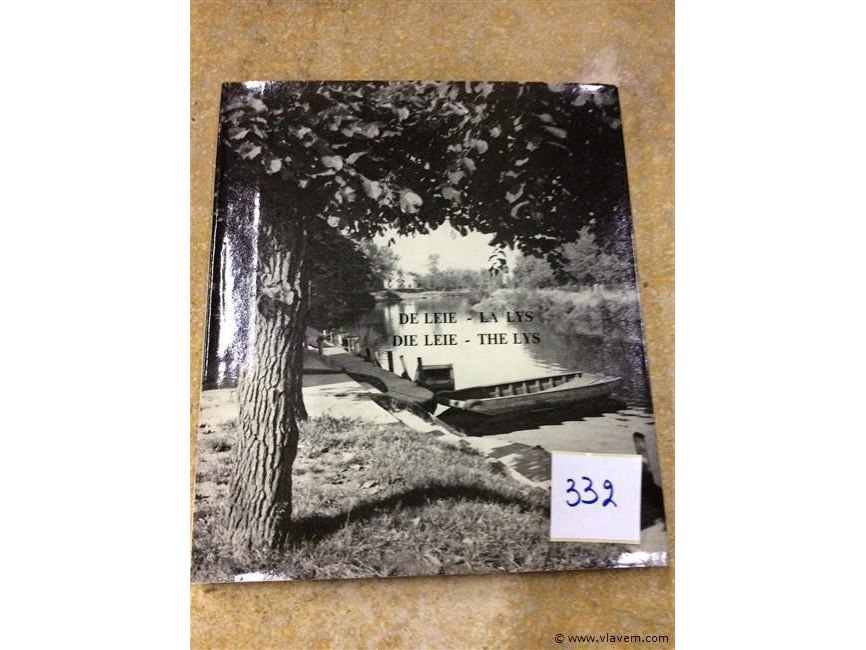 DE LEIE - LA LYS
DIE LEIE - THE LYS
332
© www.vlavem.com